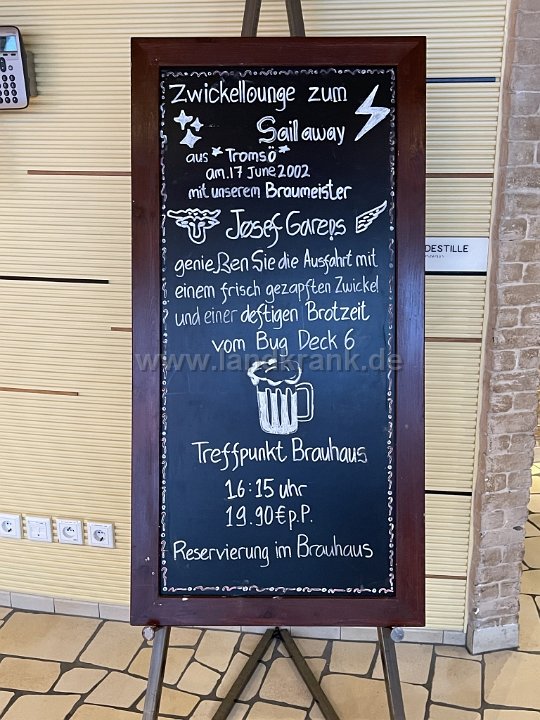 Zwickellounge zum
Sail away
aus *Tromsö*
am 17 June 2002
mit unserem Braumeister
Josef Gareps
genießen Sie die Ausfahrt mit
einem frisch gezapften Zwickel
und einer deftigen Brotzeit
vom Bug Deck 6
Treffpunkt Brauhaus
16:15 uhr
19.90€ p.P.
Reservierung im Brauhaus
DESTILLE
www.landkrank.de